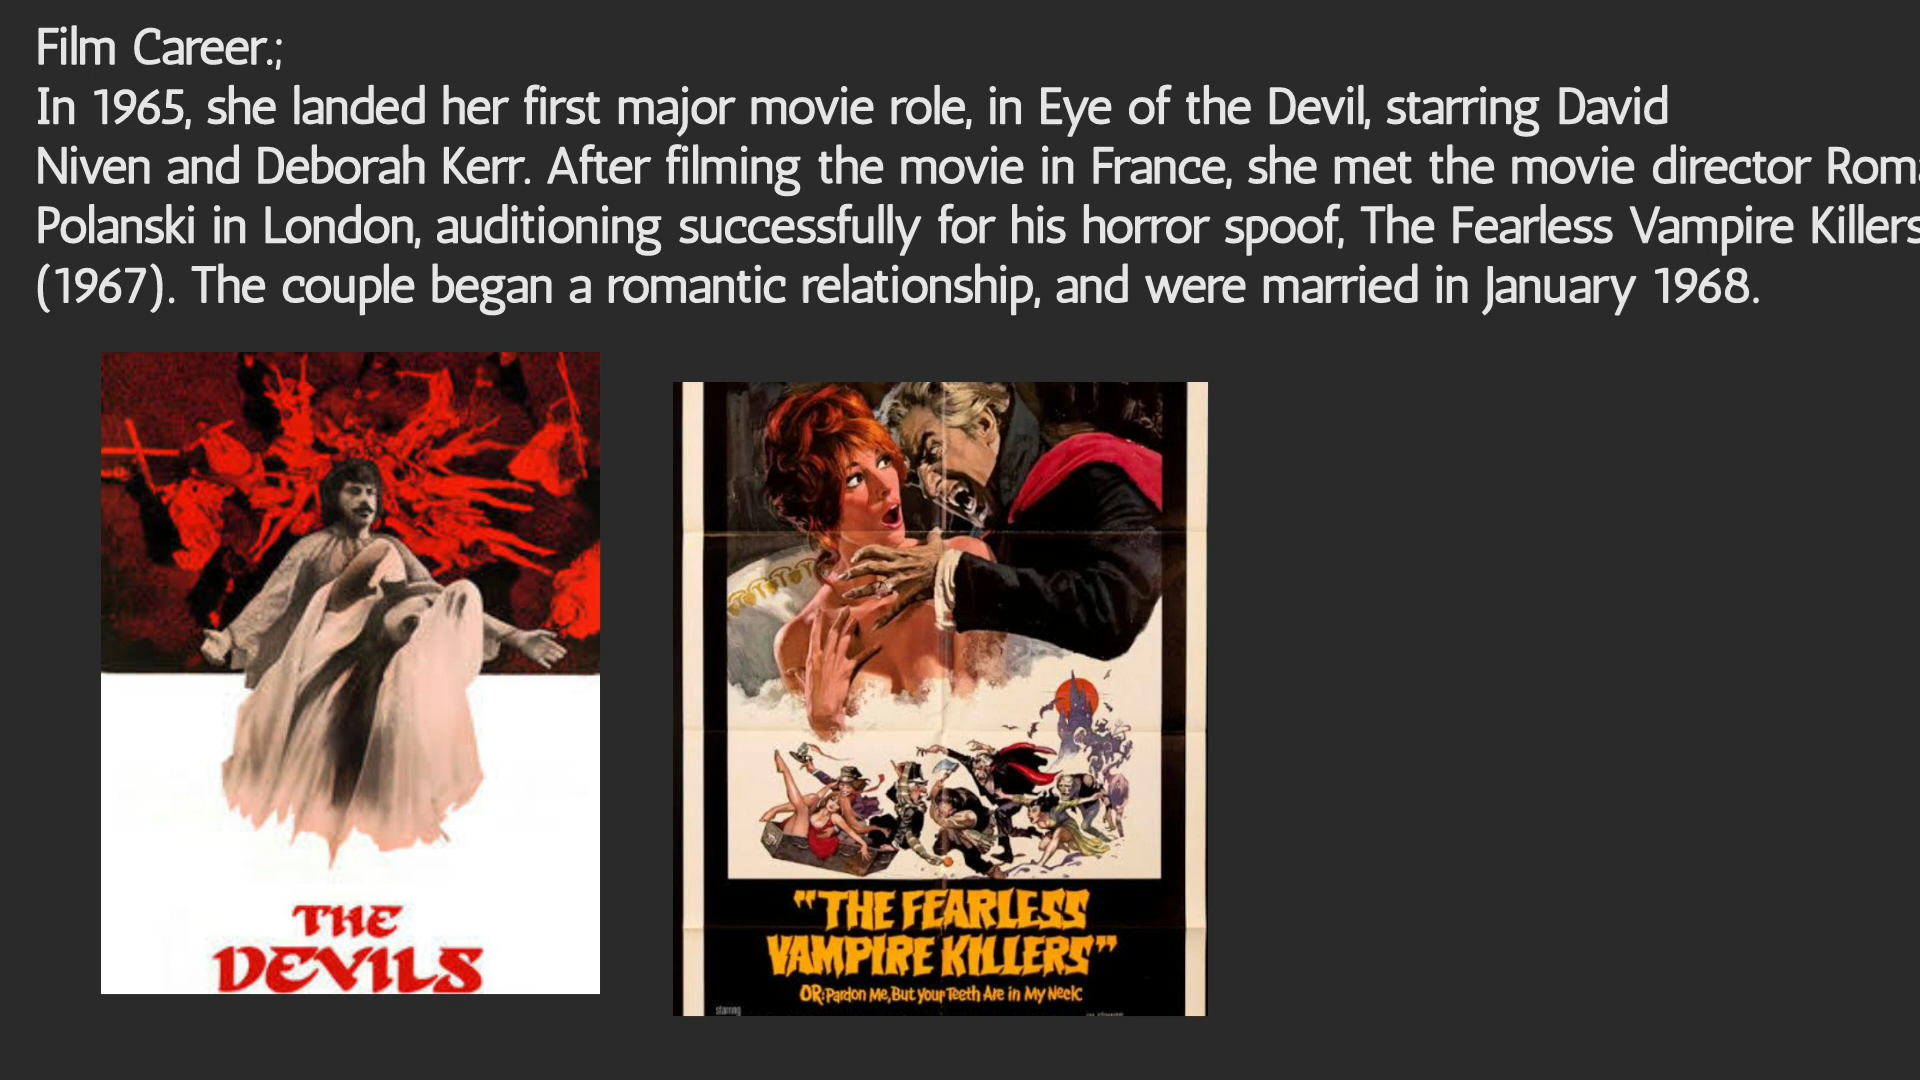 Film Career.;
In 1965, she landed her first major movie role, in Eye of the Devil, starring David
Niven and Deborah Kerr. After filming the movie in France, she met the movie director Roma
Polanski in London, auditioning successfully for his horror spoof, The Fearless Vampire Killers
(1967). The couple began a romantic relationship, and were married in January 1968.
THE
DEVILS
"THE FEARLESS
VAMPIRE KILLERS"
OR: Pardon Me, But your Teeth Are in My Neck
starring